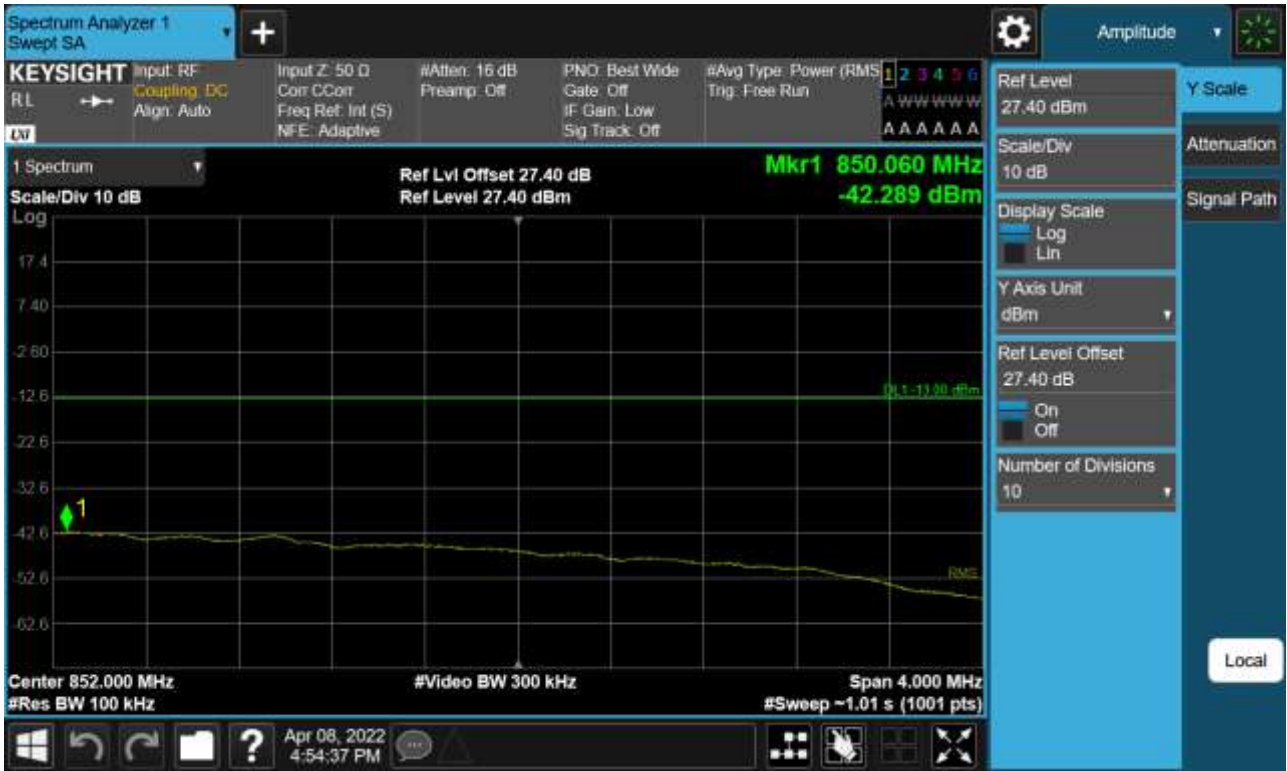 Spectrum Analyzer 1
Swept SA
Amplitude
KEYSIGHT
RL
LXI
Input: RF
Coupling: DC
Align: Auto
Input Z: 50 Ω
Corr CCorr
Freq Ref: Int (S)
NFE: Adaptive
#Atten: 16 dB
Preamp: Off
PNO: Best Wide
Gate: Off
IF Gain: Low
Sig Track: Off
#Avg Type: Power (RMS
Trig: Free Run
1 2 3 4 5 6
A W W W W W
A A A A A A
1 Spectrum
Scale/Div 10 dB
Ref Lvl Offset 27.40 dB
Ref Level 27.40 dBm
Mkr1 850.060 MHz
-42.289 dBm
Log
17.4
7.40
-2.60
-12.6
DL1 -13.00 dBm
-22.6
-32.6
1
-42.6
-52.6
RMS
-62.6
Center 852.000 MHz
#Video BW 300 kHz
Span 4.000 MHz
#Res BW 100 kHz
#Sweep ~1.01 s (1001 pts)
Ref Level
27.40 dBm
Scale/Div
10 dB
Display Scale
Log
Lin
Y Axis Unit
dBm
Ref Level Offset
27.40 dB
On
Off
Number of Divisions
10
Y Scale
Attenuation
Signal Path
Local
?
Apr 08, 2022
4:54:37 PM